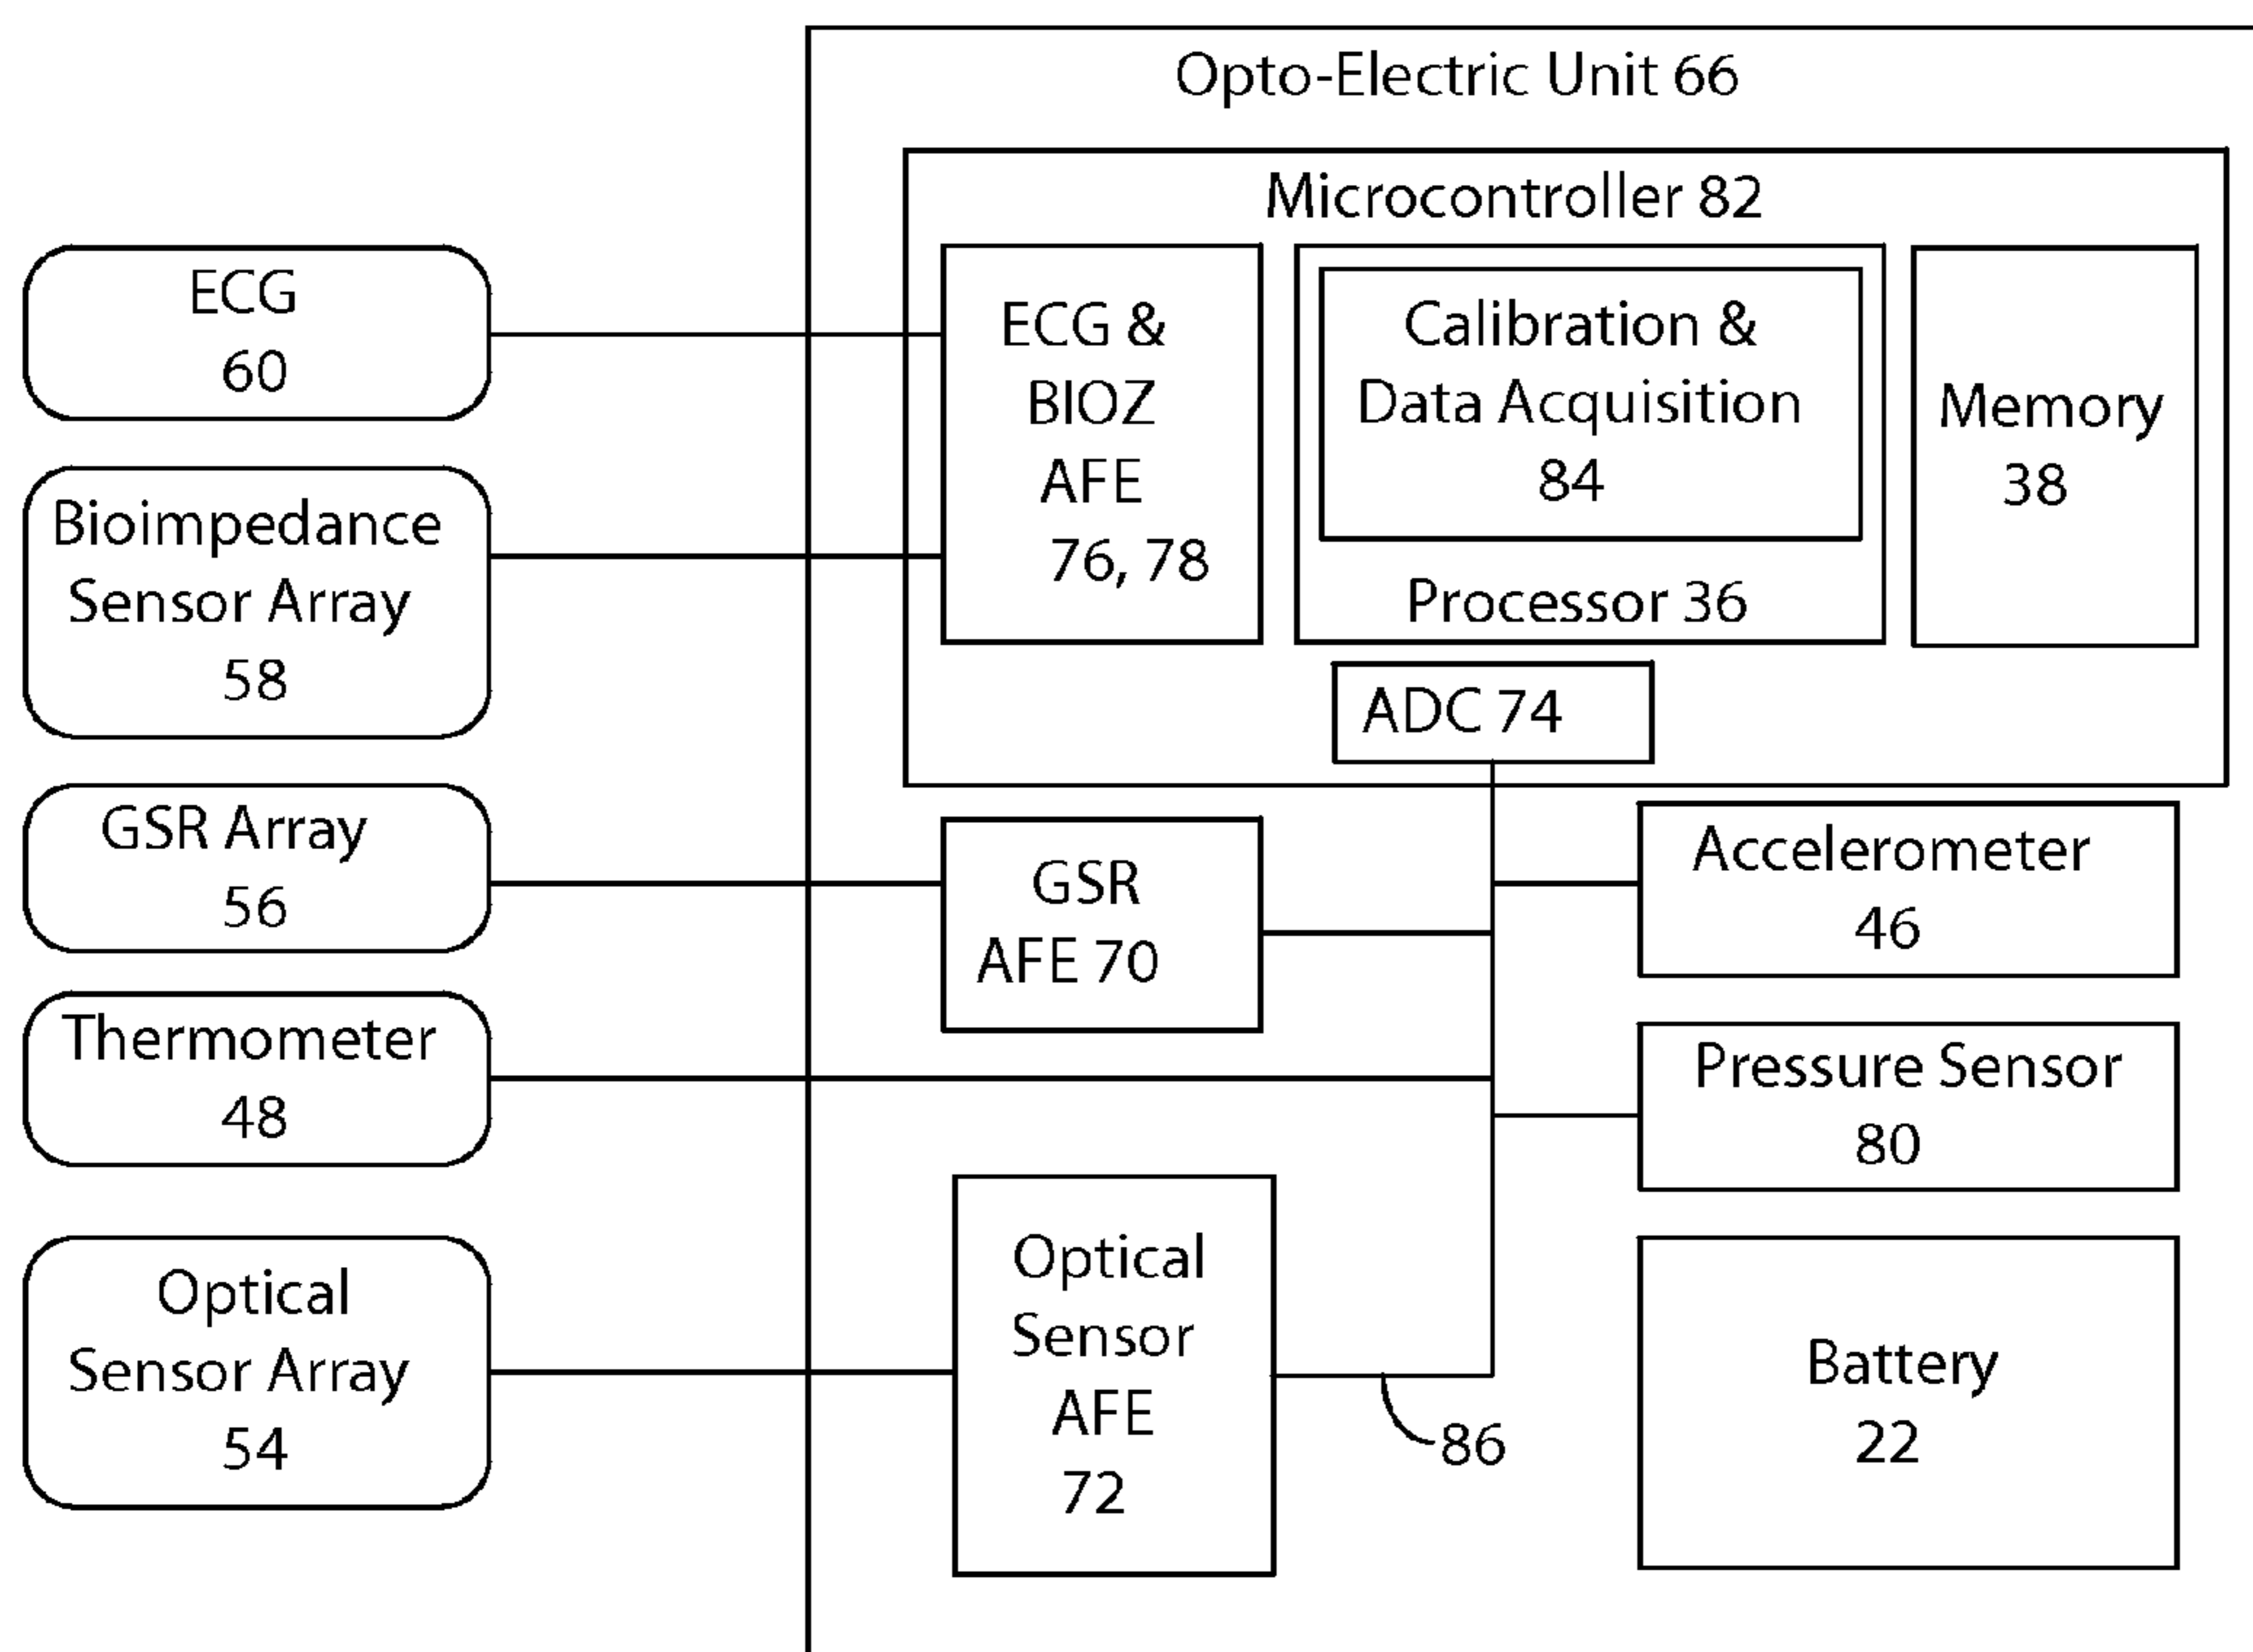 Opto-Electric Unit 66
Microcontroller 82
ECG
60
Bioimpedance
Sensor Array
58
GSR Array
56
Thermometer
48
Optical
Sensor Array
54
ECG &
BIOZ
AFE
76, 78
Calibration &
Data Acquisition
84
Processor 36
Memory
38
ADC 74
GSR
AFE 70
Accelerometer
46
Pressure Sensor
80
Optical
Sensor
AFE
72
86
Battery
22